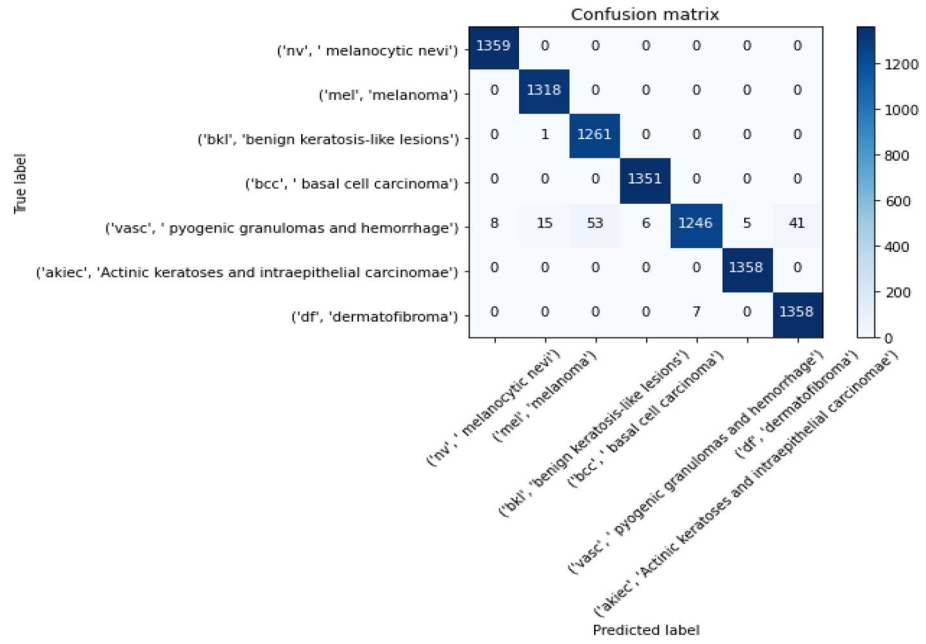 Confusion matrix
True label
('nv', ' melanocytic nevi') 1359 0 0 0 0 0 0
('mel', 'melanoma') 0 1318 0 0 0 0 0
('bkl', 'benign keratosis-like lesions') 0 1 1261 0 0 0 0
('bcc', ' basal cell carcinoma') 0 0 0 1351 0 0 0
('vasc', ' pyogenic granulomas and hemorrhage') 8 15 53 6 1246 5 41
('akiec', 'Actinic keratoses and intraepithelial carcinomae') 0 0 0 0 0 1358 0
('df', 'dermatofibroma') 0 0 0 0 7 0 1358
1200
1000
800
600
400
200
0
('nv', ' melanocytic nevi')
('mel', 'melanoma')
('bkl', 'benign keratosis-like lesions')
('bcc', ' basal cell carcinoma')
('vasc', ' pyogenic granulomas and hemorrhage')
('akiec', 'Actinic keratoses and intraepithelial carcinomae')
('df', 'dermatofibroma')
Predicted label